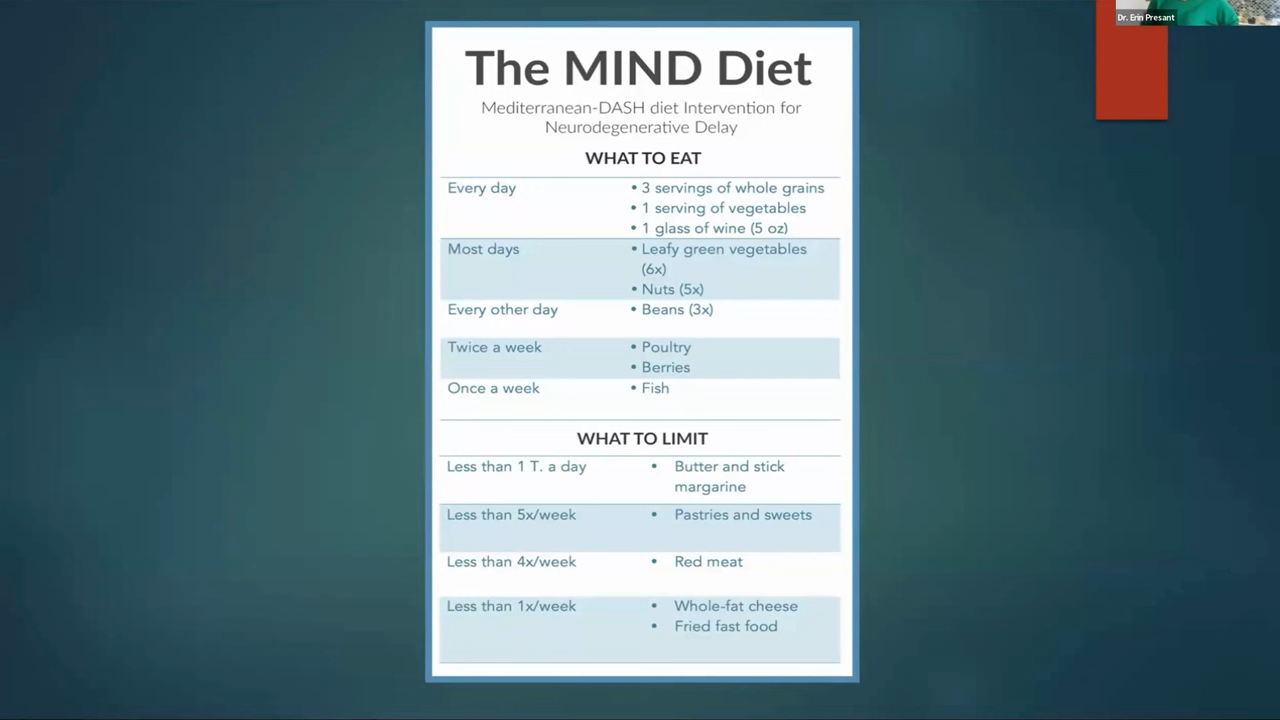 Dr. Erin Presant
The MIND Diet
Mediterranean-DASH diet Intervention for
Neurodegenerative Delay
WHAT TO EAT
Every day
• 3 servings of whole grains
• 1 serving of vegetables
• 1 glass of wine (5 oz)
Most days
• Leafy green vegetables
(6x)
• Nuts (5x)
Every other day
• Beans (3x)
Twice a week
• Poultry
• Berries
Once a week
• Fish
WHAT TO LIMIT
Less than 1 T. a day
• Butter and stick
margarine
Less than 5x/week
• Pastries and sweets
Less than 4x/week
• Red meat
Less than 1x/week
• Whole-fat cheese
• Fried fast food